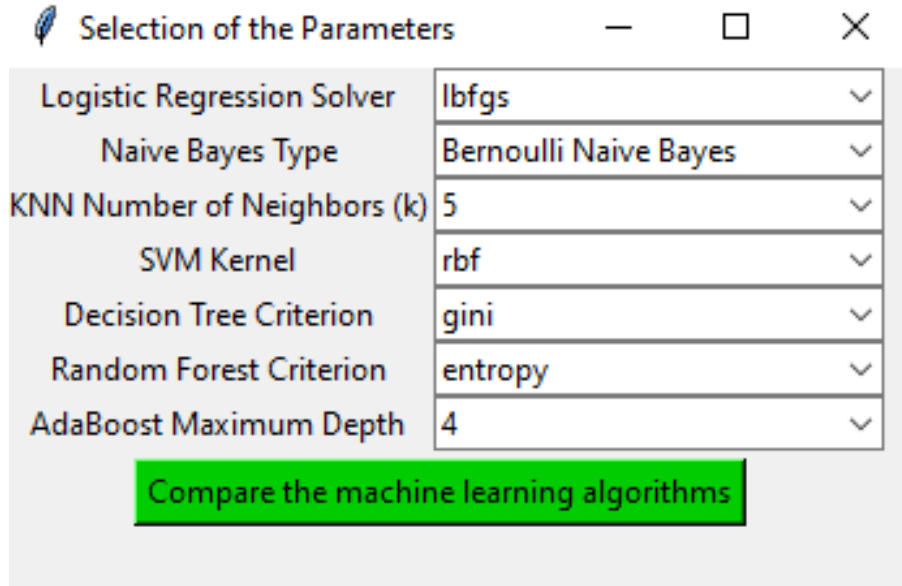 Selection of the Parameters
Logistic Regression Solver lbfgs
Naive Bayes Type Bernoulli Naive Bayes
KNN Number of Neighbors (k) 5
SVM Kernel rbf
Decision Tree Criterion gini
Random Forest Criterion entropy
AdaBoost Maximum Depth 4
Compare the machine learning algorithms